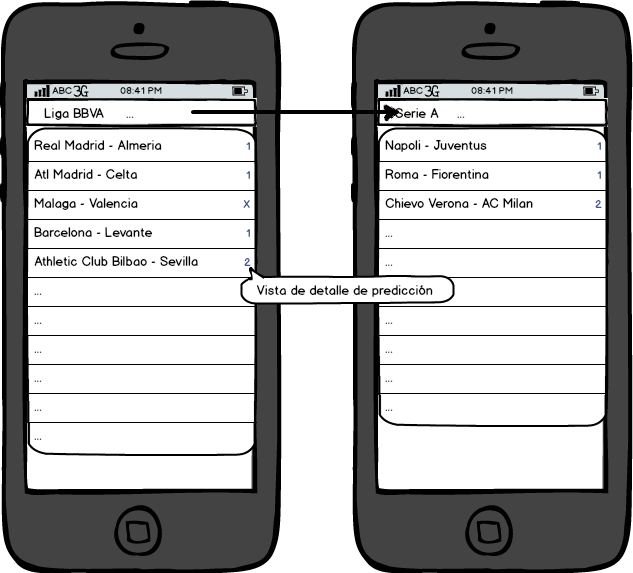 ABC 3G 08:41 PM
Liga BBVA ...
Real Madrid - Almeria 1
Atl Madrid - Celta 1
Malaga - Valencia X
Barcelona - Levante 1
Athletic Club Bilbao - Sevilla 2
...
...
...
...
...
...
Vista de detalle de predicción
ABC 3G 08:41 PM
Serie A ...
Napoli - Juventus 1
Roma - Fiorentina 1
Chievo Verona - AC Milan 2
...
...
...
...
...
...